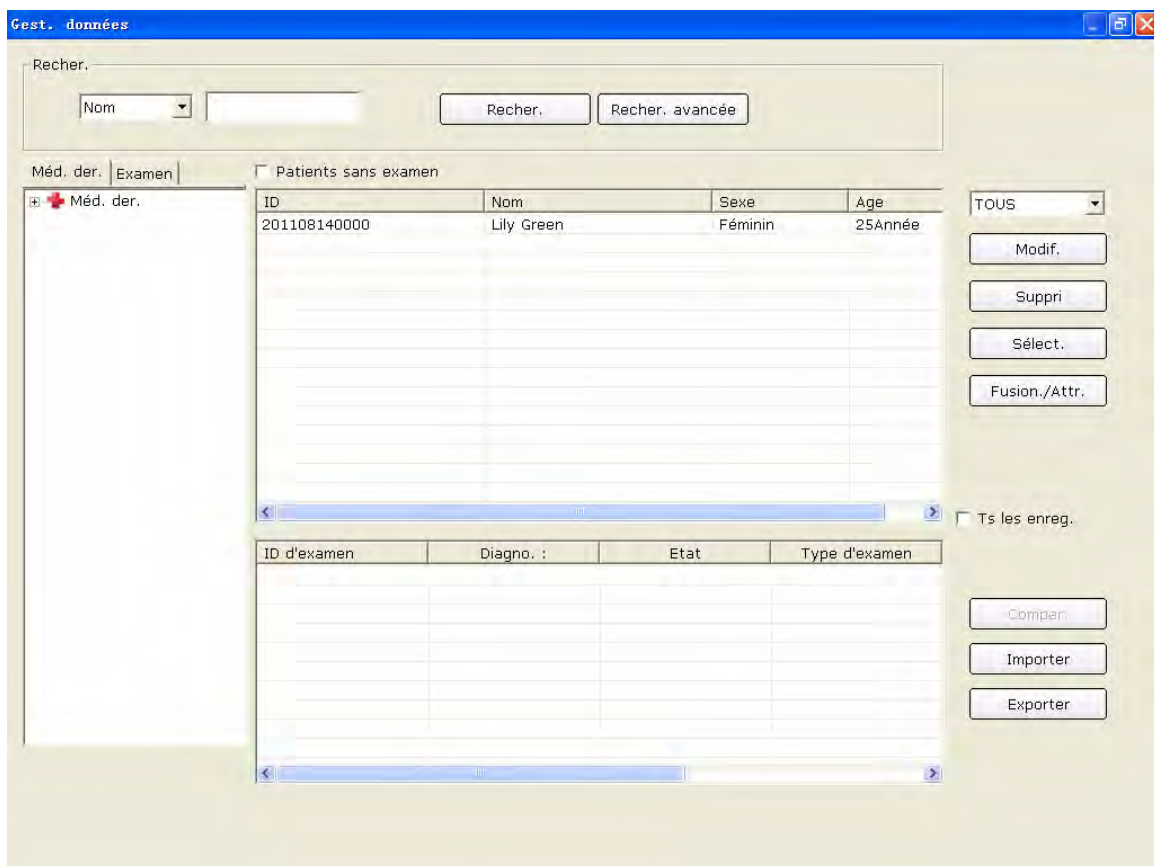 Gest. données
Recher.
Nom
Recher.
Recher. avancée
Méd. der.
Examen
Patients sans examen
Méd. der.
ID Nom Sexe Age
201108140000 Lily Green Féminin 25Année
TOUS
Modif.
Suppri
Sélect.
Fusion./Attr.
Ts les enreg.
ID d'examen Diagno. : Etat Type d'examen
Compar.
Importer
Exporter